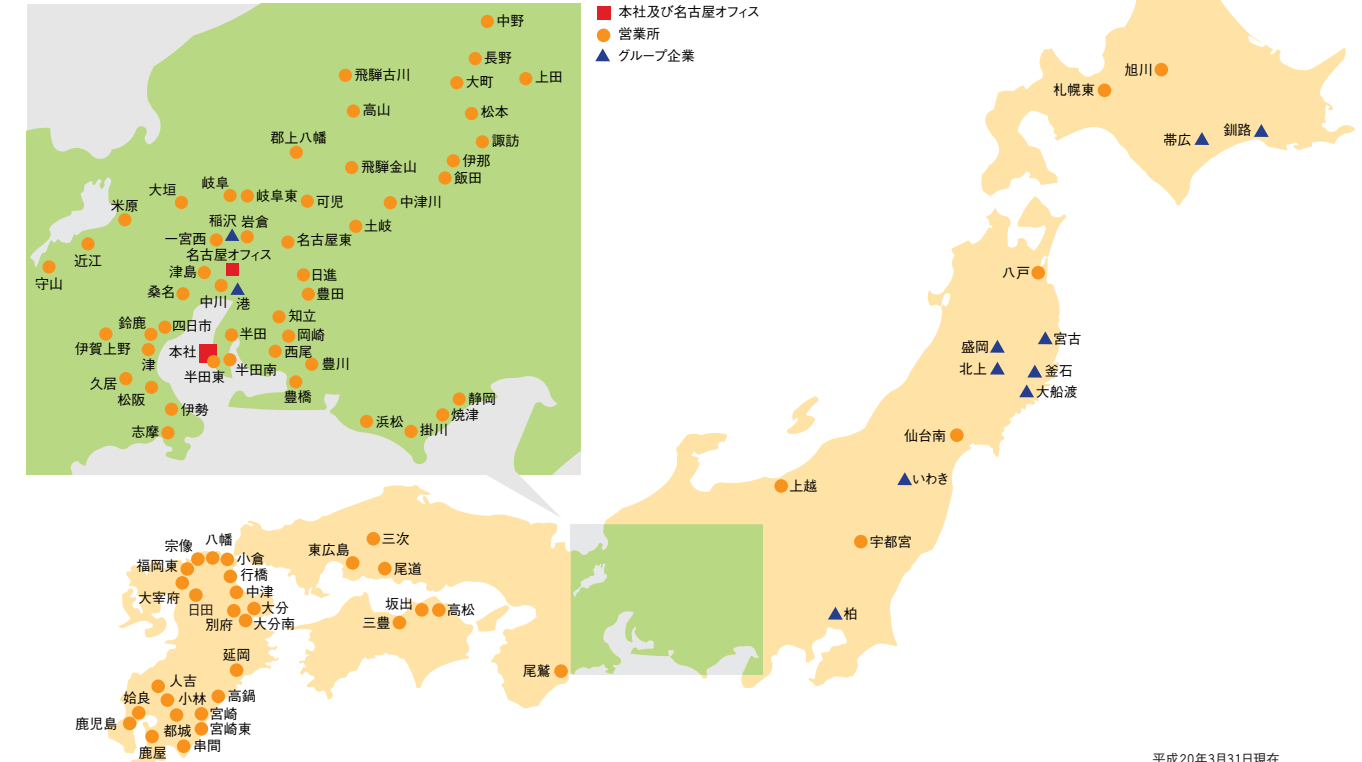 本社及び名古屋オフィス
営業所
グループ企業
中野
長野
飛騨古川
大町
上田
高山
松本
郡上八幡
諏訪
伊那
飛騨金山
飯田
大垣
岐阜
岐阜東
可児
中津川
米原
稲沢
岩倉
土岐
一宮西
名古屋東
近江
名古屋オフィス
津島
日進
守山
桑名
中川
港
豊田
鈴鹿
四日市
知立
半田
岡崎
伊賀上野
津
本社
西尾
豊川
半田東
半田南
久居
松阪
豊橋
伊勢
静岡
焼津
浜松
掛川
志摩
旭川
札幌東
帯広
釧路
八戸
宮古
盛岡
北上
釜石
大船渡
仙台南
いわき
上越
宇都宮
柏
三次
東広島
尾道
坂出
高松
三豊
尾鷲
八幡
宗像
小倉
福岡東
行橋
大宰府
中津
日田
大分
別府
大分南
延岡
人吉
姶良
小林
高鍋
鹿児島
宮崎
都城
宮崎東
鹿屋
串間
平成20年3月31日現在